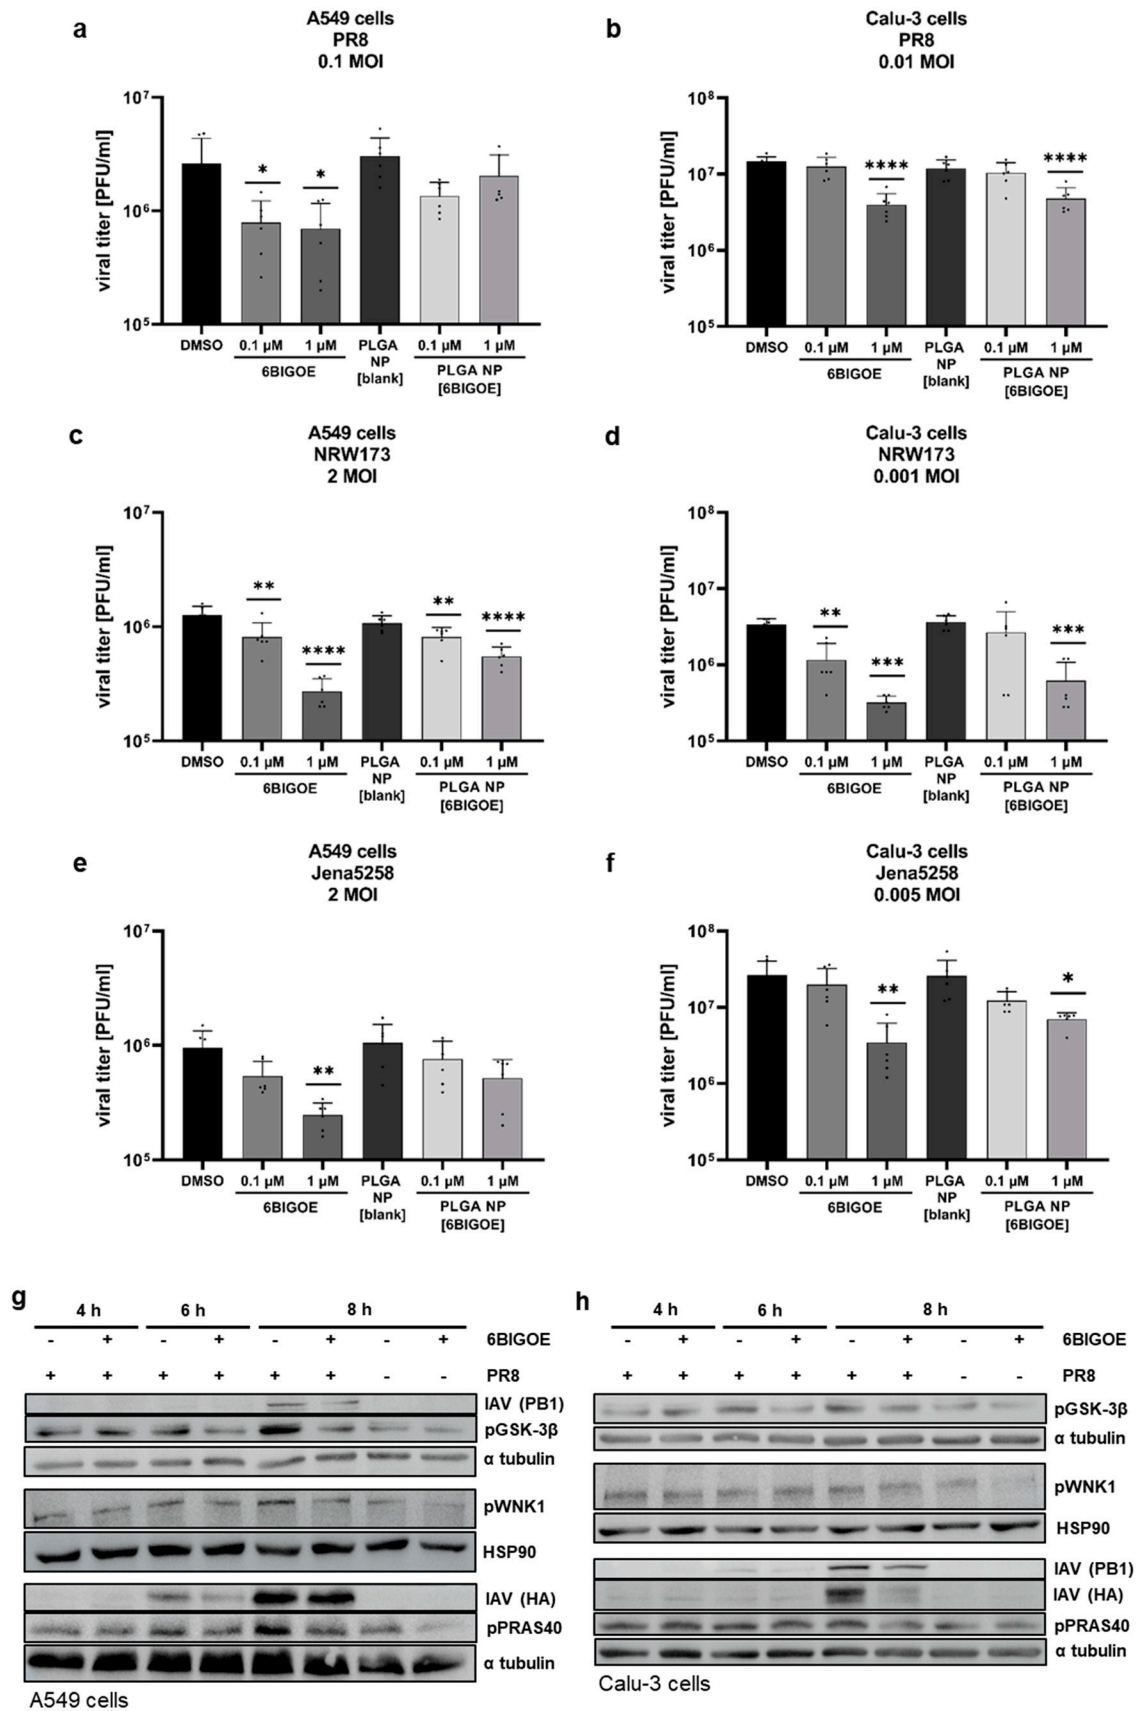 a
A549 cells
PR8
0.1 MOI
viral titer [PFU/ml]
10⁷
10⁶
10⁵
* *
DMSO 0.1 µM 1 µM PLGA NP [blank] 0.1 µM 1 µM
6BIGOE PLGA NP [6BIGOE]
b
Calu-3 cells
PR8
0.01 MOI
viral titer [PFU/ml]
10⁸
10⁷
10⁶
10⁵
**** ****
DMSO 0.1 µM 1 µM PLGA NP [blank] 0.1 µM 1 µM
6BIGOE PLGA NP [6BIGOE]
c
A549 cells
NRW173
2 MOI
viral titer [PFU/ml]
10⁷
10⁶
10⁵
** **** ** ****
DMSO 0.1 µM 1 µM PLGA NP [blank] 0.1 µM 1 µM
6BIGOE PLGA NP [6BIGOE]
d
Calu-3 cells
NRW173
0.001 MOI
viral titer [PFU/ml]
10⁸
10⁷
10⁶
10⁵
** *** ***
DMSO 0.1 µM 1 µM PLGA NP [blank] 0.1 µM 1 µM
6BIGOE PLGA NP [6BIGOE]
e
A549 cells
Jena5258
2 MOI
viral titer [PFU/ml]
10⁷
10⁶
10⁵
**
DMSO 0.1 µM 1 µM PLGA NP [blank] 0.1 µM 1 µM
6BIGOE PLGA NP [6BIGOE]
f
Calu-3 cells
Jena5258
0.005 MOI
viral titer [PFU/ml]
10⁸
10⁷
10⁶
10⁵
** *
DMSO 0.1 µM 1 µM PLGA NP [blank] 0.1 µM 1 µM
6BIGOE PLGA NP [6BIGOE]
g
4 h 6 h 8 h
- + - + - + - + 6BIGOE
+ + + + + + - - PR8
IAV (PB1)
pGSK-3β
α tubulin
pWNK1
HSP90
IAV (HA)
pPRAS40
α tubulin
A549 cells
h
4 h 6 h 8 h
- + - + - + - + 6BIGOE
+ + + + + + - - PR8
pGSK-3β
α tubulin
pWNK1
HSP90
IAV (PB1)
IAV (HA)
pPRAS40
α tubulin
Calu-3 cells